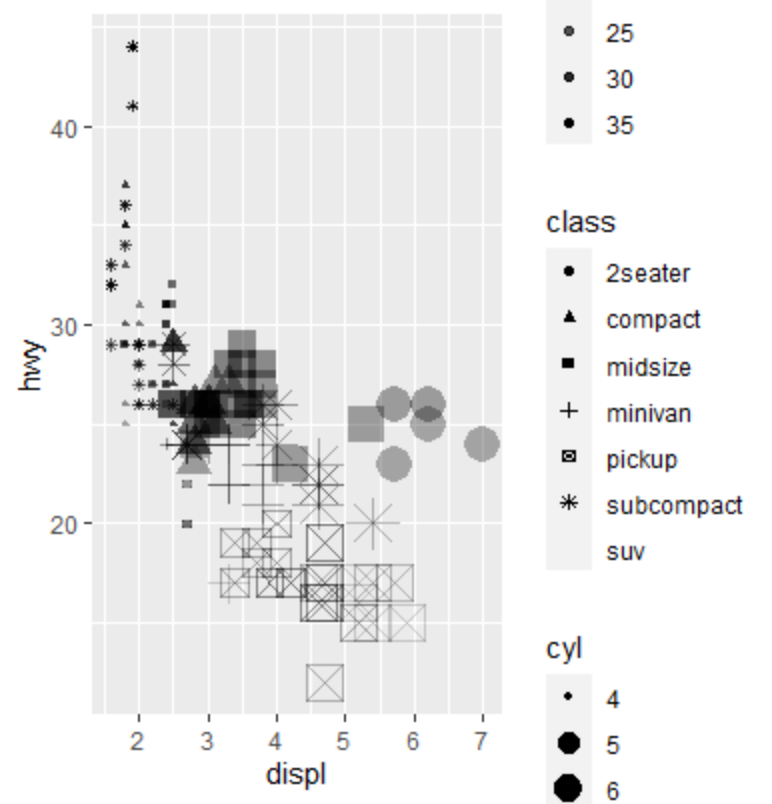 40
30
20
hwy
2 3 4 5 6 7
displ
25
30
35
class
2seater
compact
midsize
minivan
pickup
subcompact
suv
cyl
4
5
6